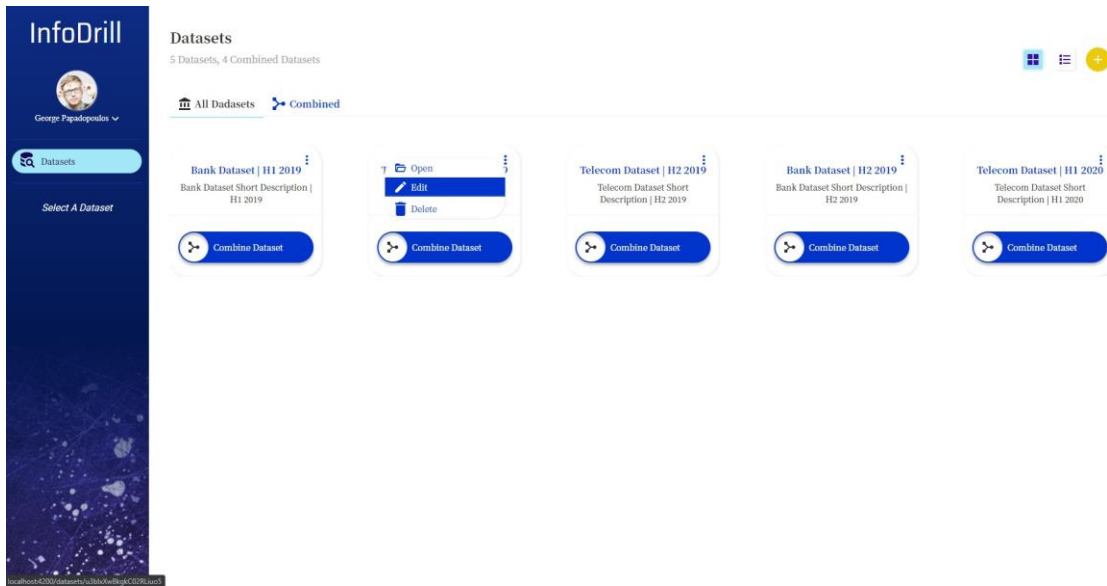 InfoDrill
George Papadopoulos
Datasets
Select A Dataset
Datasets
5 Datasets, 4 Combined Datasets
All Dadasets
Combined
Bank Dataset | H1 2019
Bank Dataset Short Description |
H1 2019
Combine Dataset
Open
Edit
Delete
Combine Dataset
Telecom Dataset | H2 2019
Telecom Dataset Short
Description | H2 2019
Combine Dataset
Bank Dataset | H2 2019
Bank Dataset Short Description |
H2 2019
Combine Dataset
Telecom Dataset | H1 2020
Telecom Dataset Short
Description | H1 2020
Combine Dataset